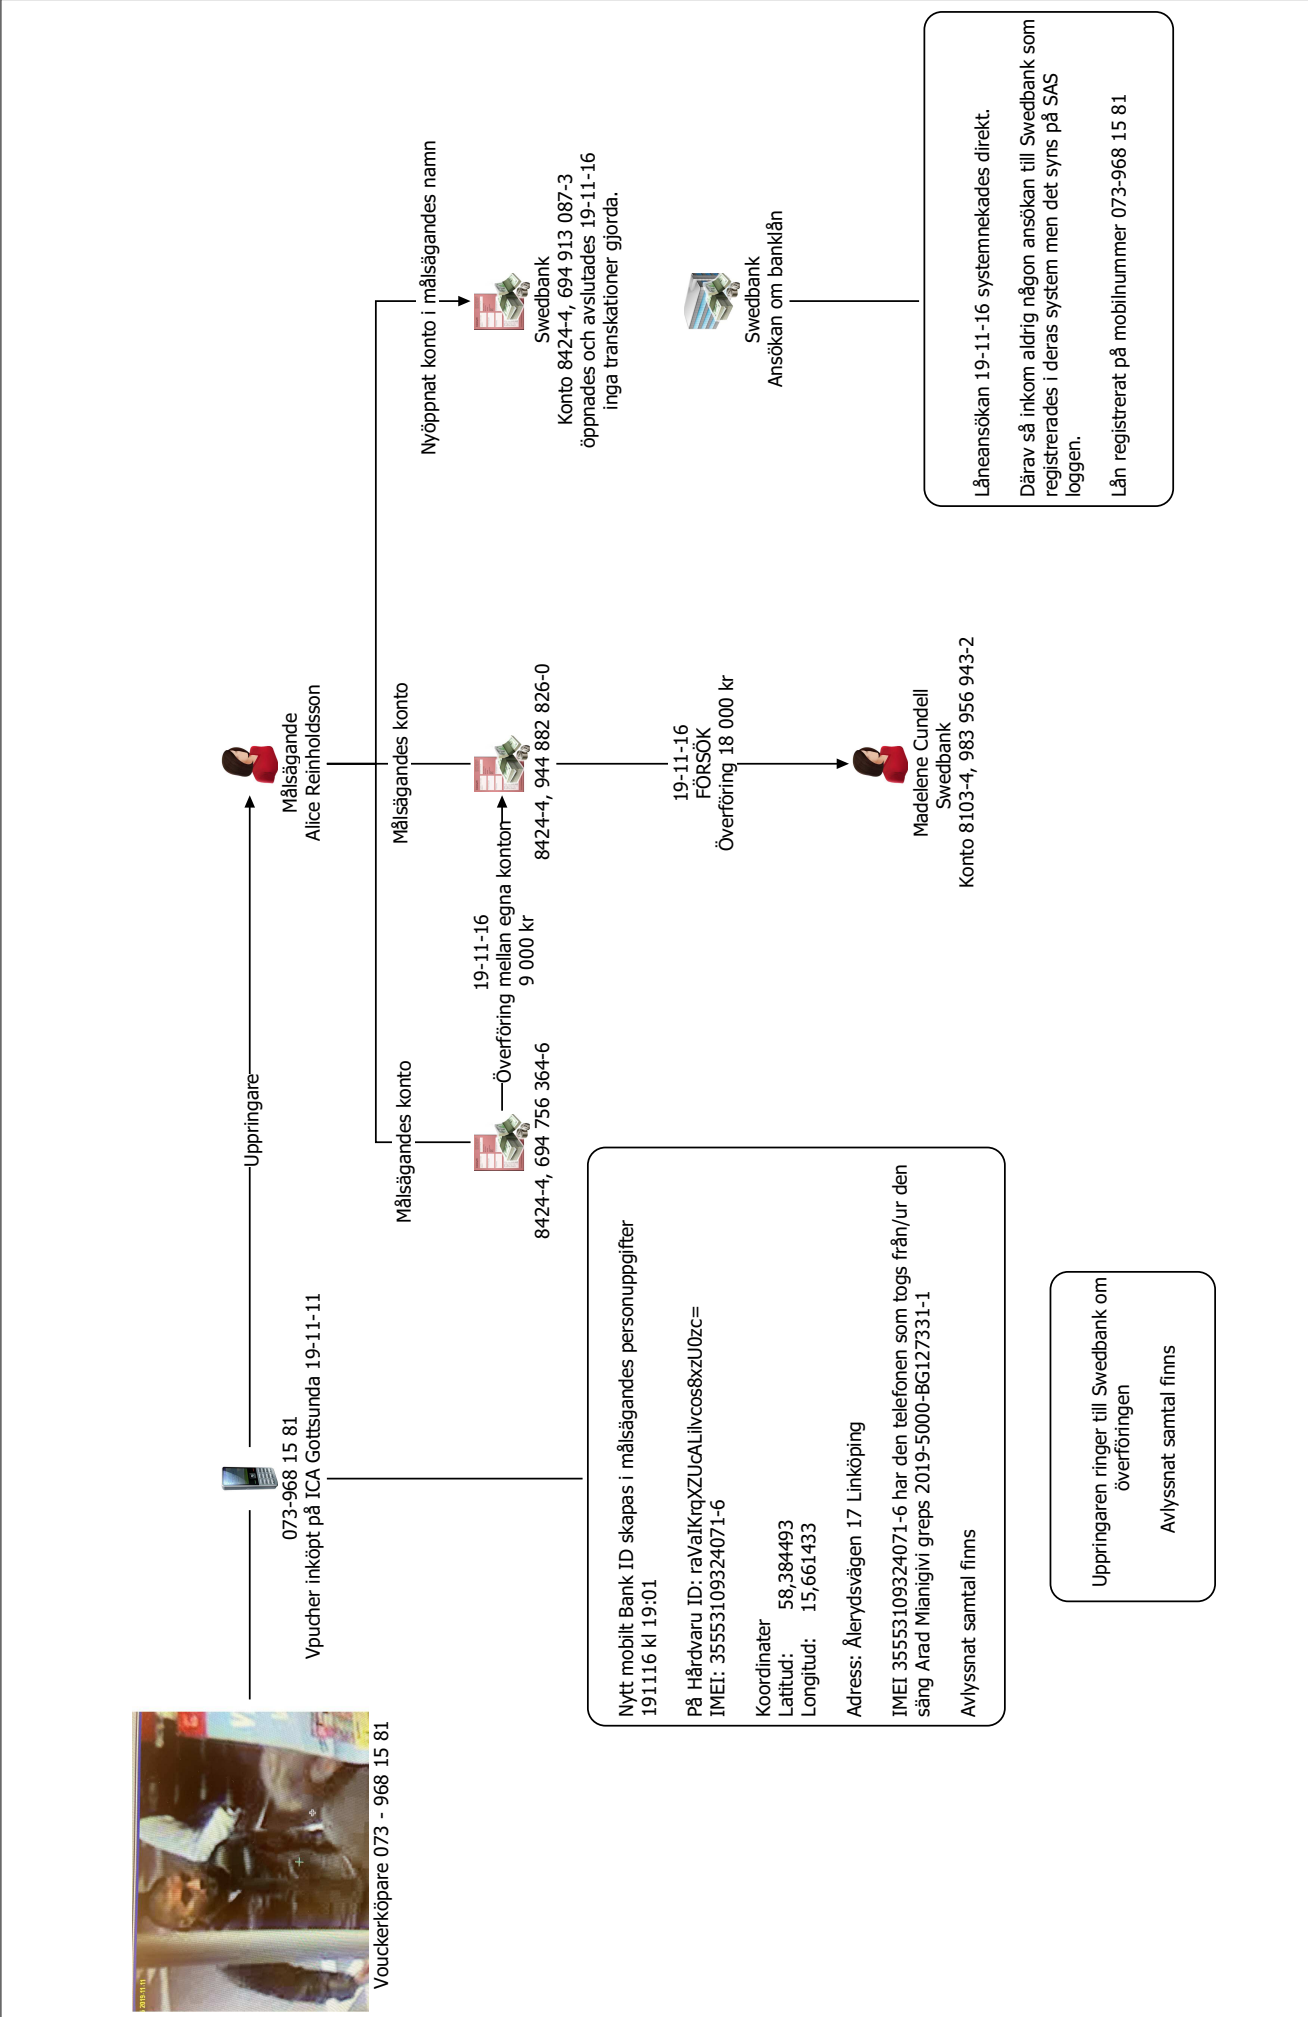 2019-11-11
Vouckerköpare 073 - 968 15 81
073-968 15 81
Vpucher inköpt på ICA Gottsunda 19-11-11
Uppringare
Målsägande
Alice Reinholdsson
Målsägandes konto
Målsägandes konto
Nyöppnat konto i målsägandes namn
8424-4, 694 756 364-6
19-11-16
Överföring mellan egna konton
9 000 kr
8424-4, 944 882 826-0
Swedbank
Konto 8424-4, 694 913 087-3
öppnades och avslutades 19-11-16
inga transkationer gjorda.
19-11-16
FÖRSÖK
Överföring 18 000 kr
Madelene Cundell
Swedbank
Konto 8103-4, 983 956 943-2
Swedbank
Ansökan om banklån
Låneansökan 19-11-16 systemnekades direkt.
Därav så inkom aldrig någon ansökan till Swedbank som
registrerades i deras system men det syns på SAS
loggen.
Lån registrerat på mobilnummer 073-968 15 81
Nytt mobilt Bank ID skapas i målsägandes personuppgifter
191116 kl 19:01
På Hårdvaru ID: raVaIKrqXZUcALilvcos8xzU0zc=
IMEI: 35553109324071-6
Koordinater
Latitud: 58,384493
Longitud: 15,661433
Adress: Ålerydsvägen 17 Linköping
IMEI 35553109324071-6 har den telefonen som togs från/ur den
säng Arad Mianigivi greps 2019-5000-BG127331-1
Avlyssnat samtal finns
Uppringaren ringer till Swedbank om
överföringen
Avlyssnat samtal finns